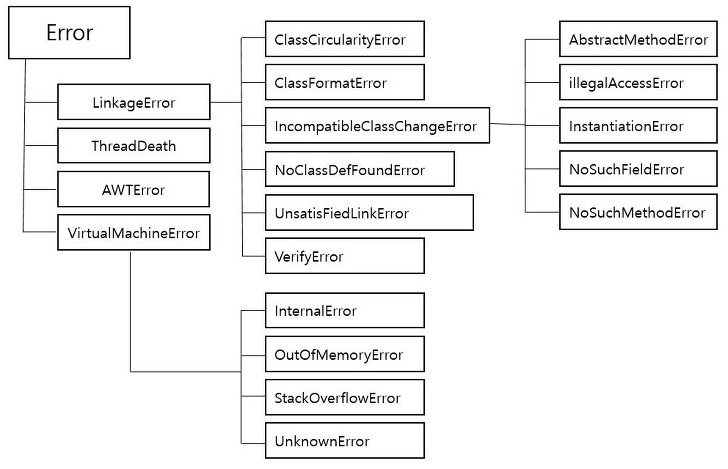 Error
LinkageError
ThreadDeath
AWTError
VirtualMachineError
ClassCircularityError
ClassFormatError
IncompatibleClassChangeError
NoClassDefFoundError
UnsatisFiedLinkError
VerifyError
AbstractMethodError
illegalAccessError
InstantiationError
NoSuchFieldError
NoSuchMethodError
InternalError
OutOfMemoryError
StackOverflowError
UnknownError